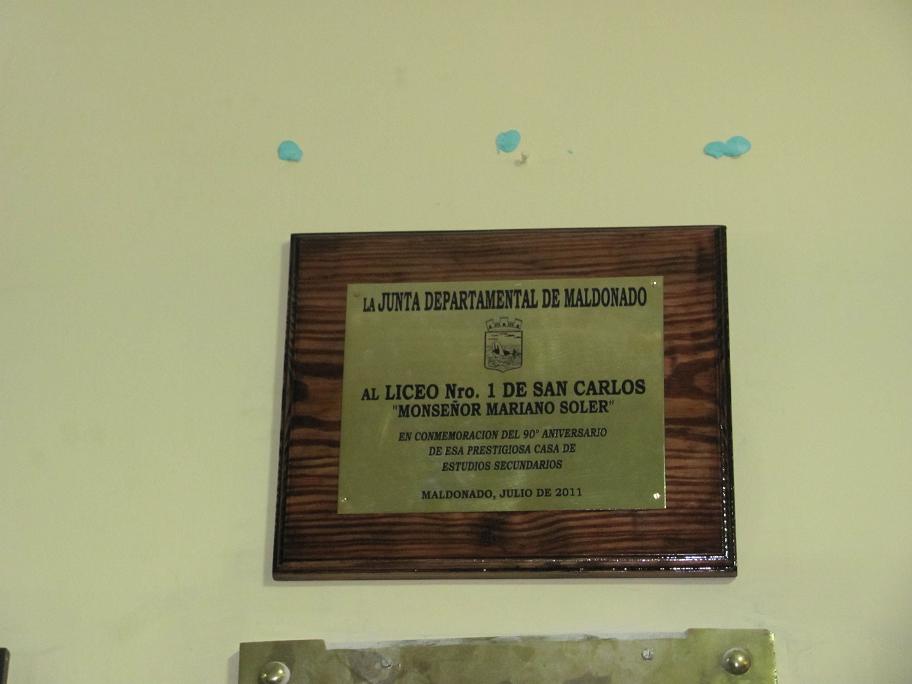 LA JUNTA DEPARTAMENTAL DE MALDONADO
AL LICEO Nro. 1 DE SAN CARLOS
"MONSEÑOR MARIANO SOLER"
EN CONMEMORACION DEL 90° ANIVERSARIO
DE ESA PRESTIGIOSA CASA DE
ESTUDIOS SECUNDARIOS
MALDONADO, JULIO DE 2011